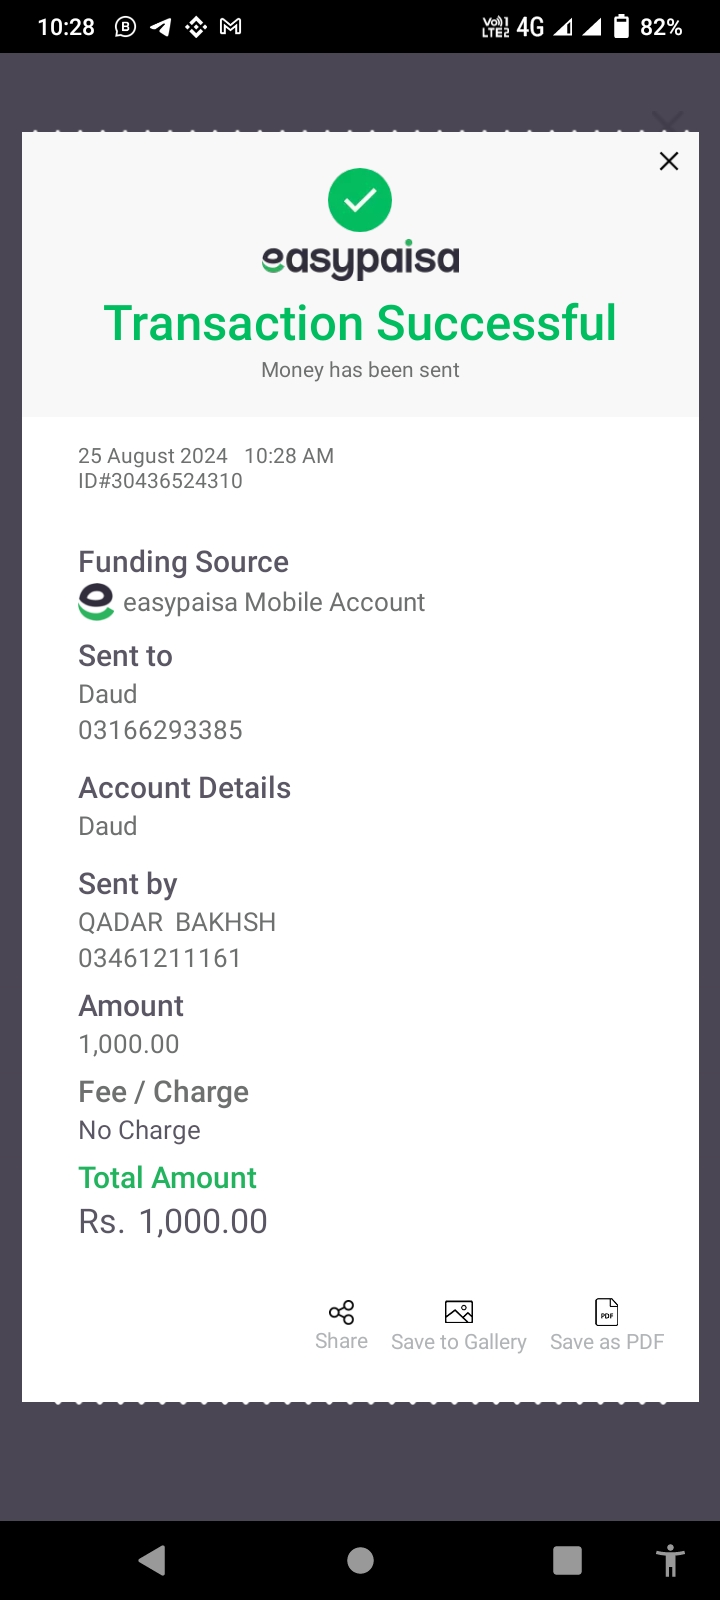 10:28 VoLTE 4G 82%
easypaisa
Transaction Successful
Money has been sent
25 August 2024 10:28 AM
ID#30436524310
Funding Source
easypaisa Mobile Account
Sent to
Daud
03166293385
Account Details
Daud
Sent by
QADAR BAKHSH
03461211161
Amount
1,000.00
Fee / Charge
No Charge
Total Amount
Rs. 1,000.00
PDF
Share Save to Gallery Save as PDF